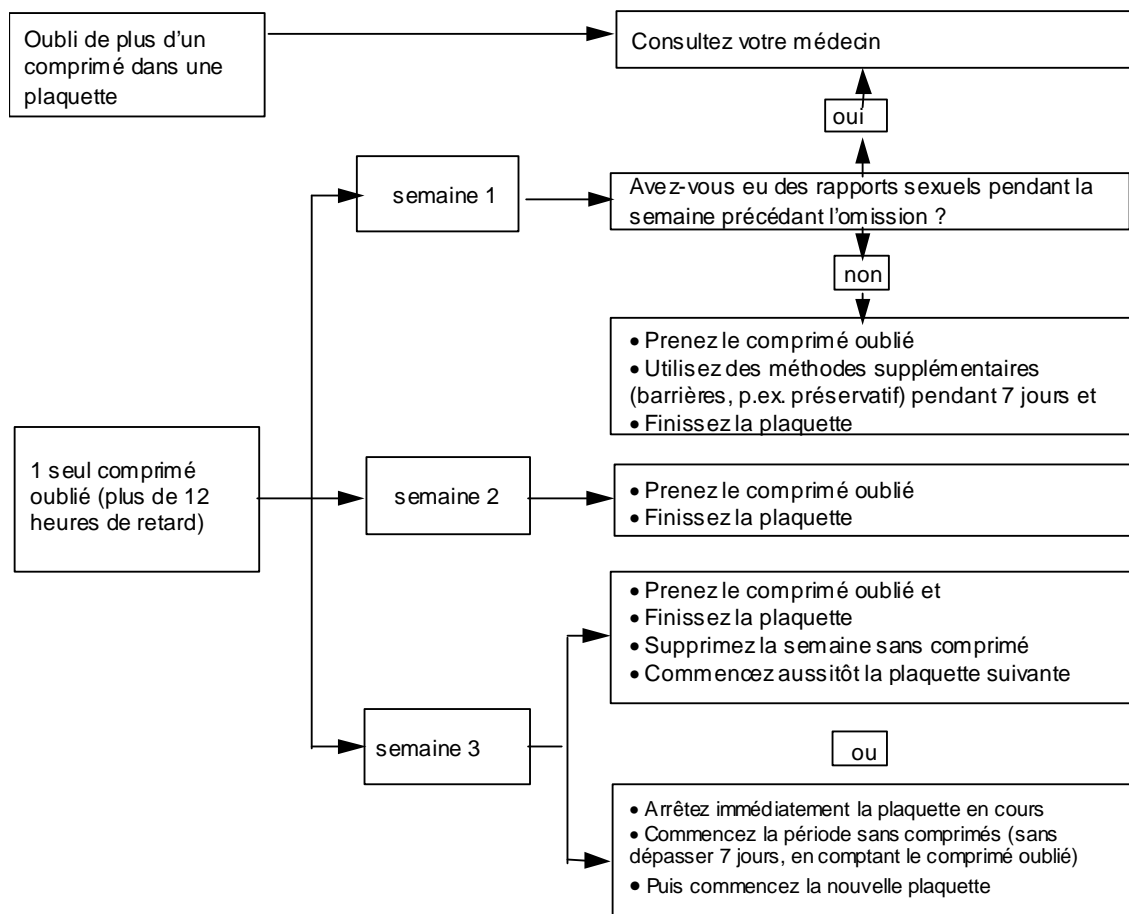 Oubli de plus d'un
comprimé dans une
plaquette
Consultez votre médecin
oui
semaine 1
Avez-vous eu des rapports sexuels pendant la
semaine précédant l'omission ?
non
• Prenez le comprimé oublié
• Utilisez des méthodes supplémentaires
(barrières, p.ex. préservatif) pendant 7 jours et
• Finissez la plaquette
1 seul comprimé
oublié (plus de 12
heures de retard)
semaine 2
• Prenez le comprimé oublié
• Finissez la plaquette
• Prenez le comprimé oublié et
• Finissez la plaquette
• Supprimez la semaine sans comprimé
• Commencez aussitôt la plaquette suivante
semaine 3
ou
• Arrêtez immédiatement la plaquette en cours
• Commencez la période sans comprimés (sans
dépasser 7 jours, en comptant le comprimé oublié)
• Puis commencez la nouvelle plaquette